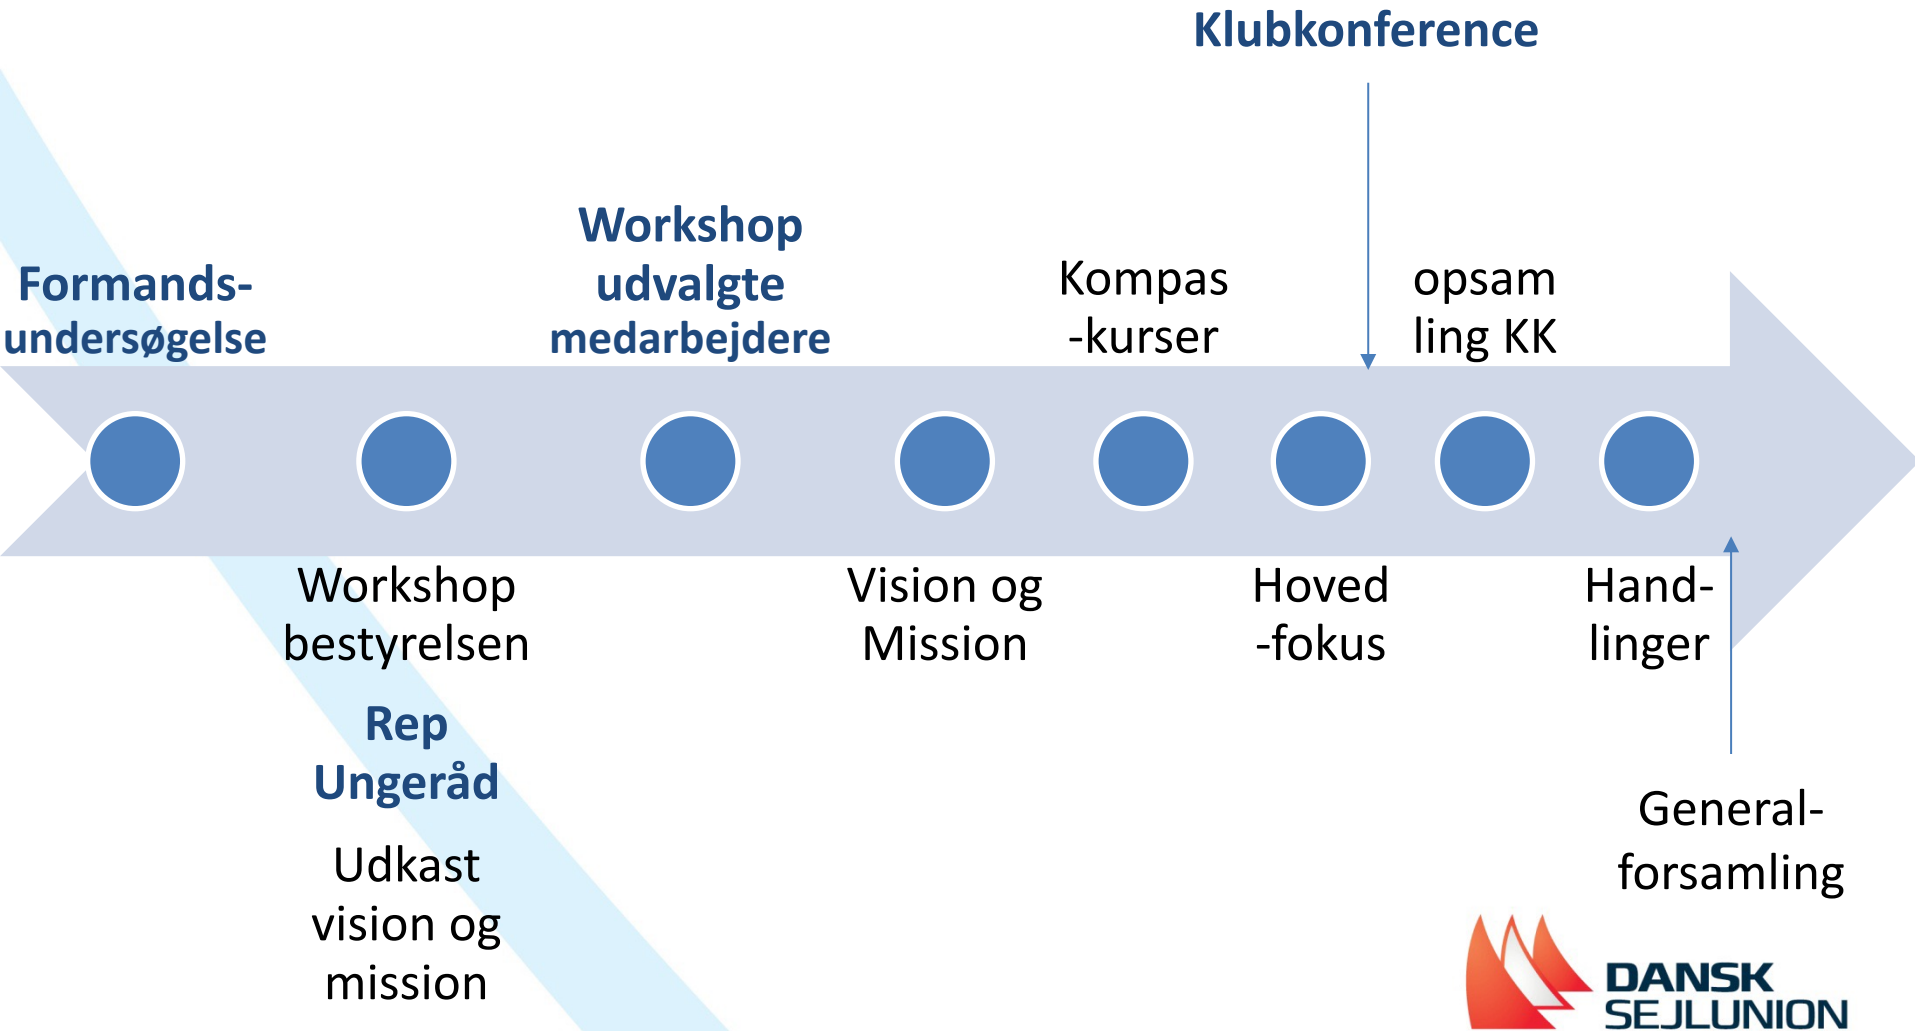 Klubkonference
Formands-
undersøgelse
Workshop
udvalgte
medarbejdere
Kompas
-kurser
opsam
ling KK
Workshop
bestyrelsen
Rep
Ungeråd
Udkast
vision og
mission
Vision og
Mission
Hoved
-fokus
Hand-
linger
General-
forsamling
DANSK
SEJLUNION